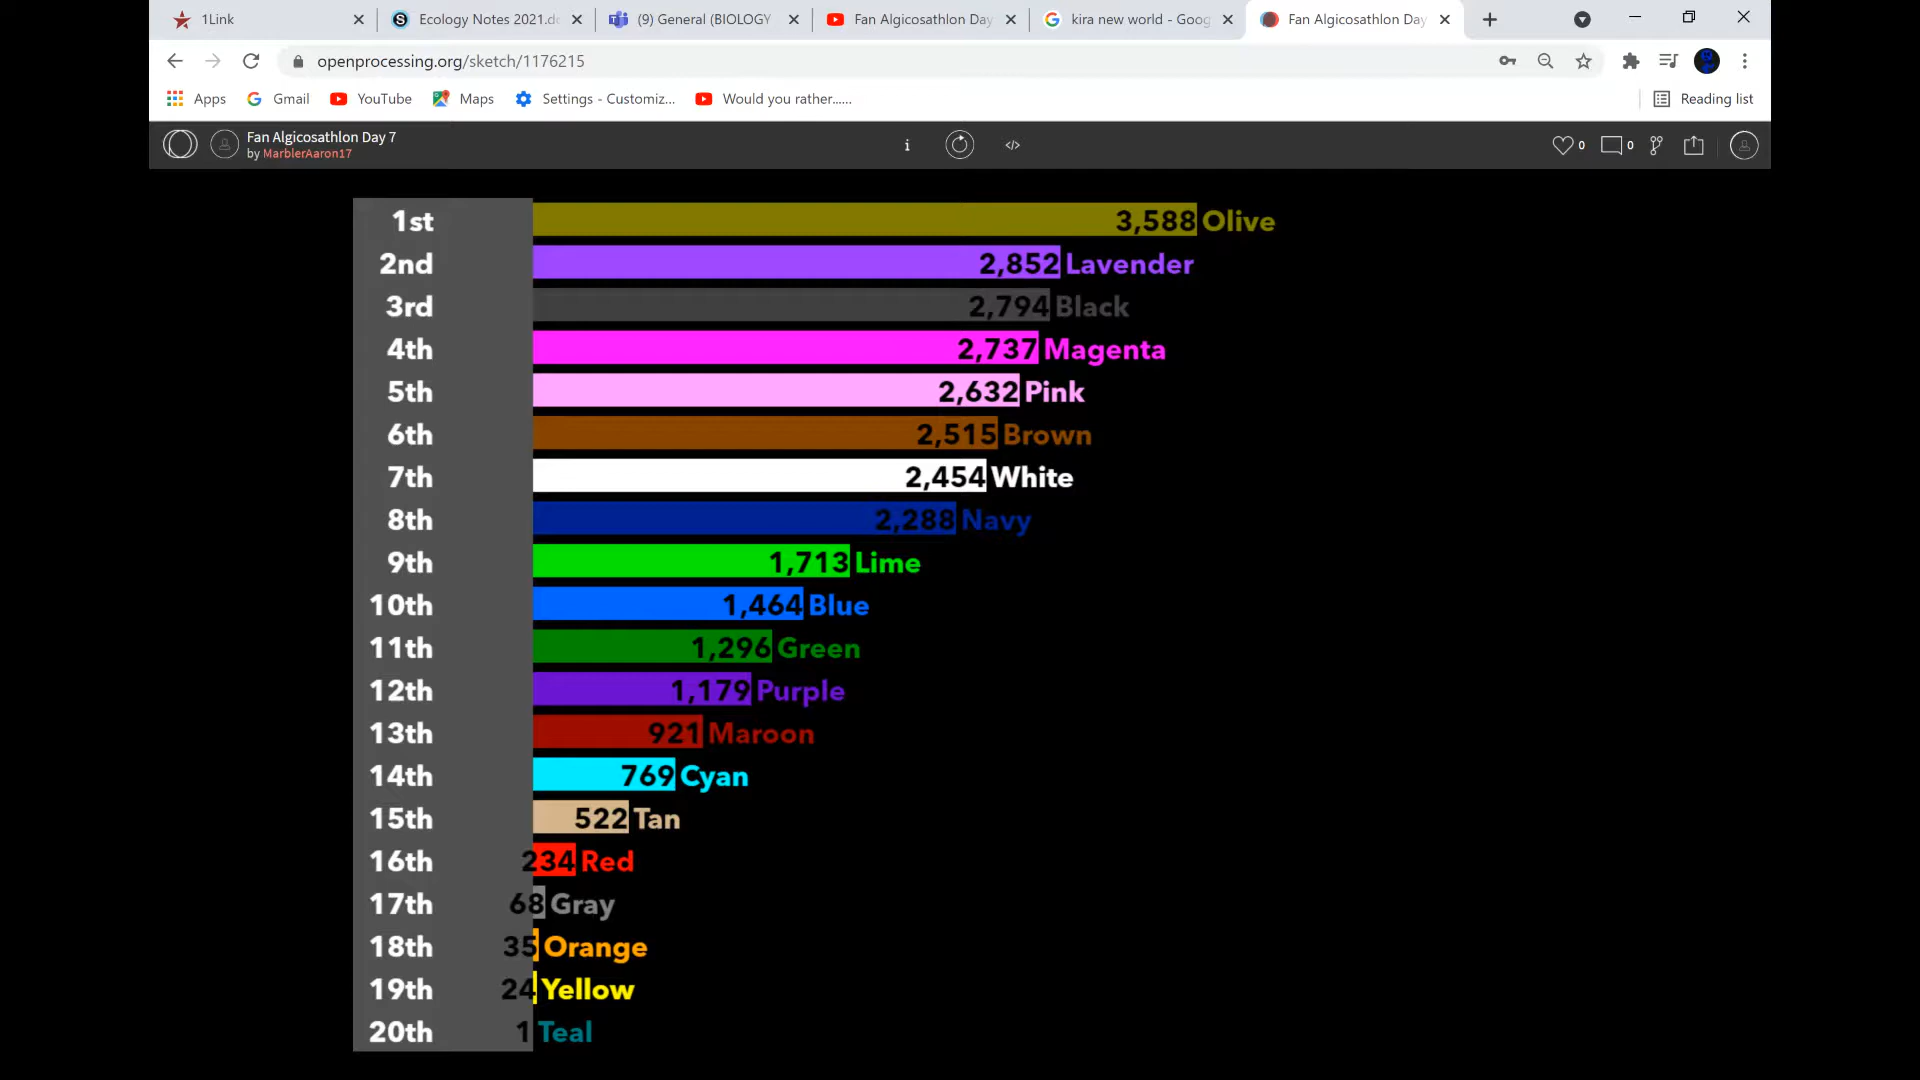 1Link
Ecology Notes 2021.do
(9) General (BIOLOGY
Fan Algicosathlon Day
kira new world - Goog
Fan Algicosathlon Day
openprocessing.org/sketch/1176215
Apps
Gmail
YouTube
Maps
Settings - Customiz...
Would you rather......
Reading list
Fan Algicosathlon Day 7
by MarblerAaron17
i
</>
0
0
1st 3,588 Olive
2nd 2,852 Lavender
3rd 2,794 Black
4th 2,737 Magenta
5th 2,632 Pink
6th 2,515 Brown
7th 2,454 White
8th 2,288 Navy
9th 1,713 Lime
10th 1,464 Blue
11th 1,296 Green
12th 1,179 Purple
13th 921 Maroon
14th 769 Cyan
15th 522 Tan
16th 234 Red
17th 68 Gray
18th 35 Orange
19th 24 Yellow
20th 1 Teal